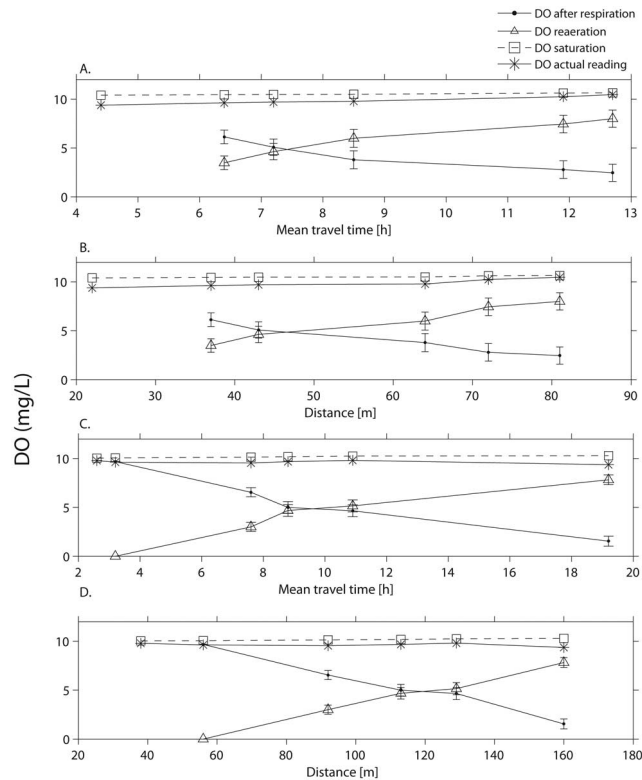 DO after respiration
DO reaeration
DO saturation
DO actual reading
A.
10
5
0
4 5 6 7 8 9 10 11 12 13
Mean travel time [h]
B.
10
5
0
20 30 40 50 60 70 80 90
Distance [m]
DO (mg/L)
C.
10
5
0
2 4 6 8 10 12 14 16 18 20
Mean travel time [h]
D.
10
5
0
20 40 60 80 100 120 140 160 180
Distance [m]